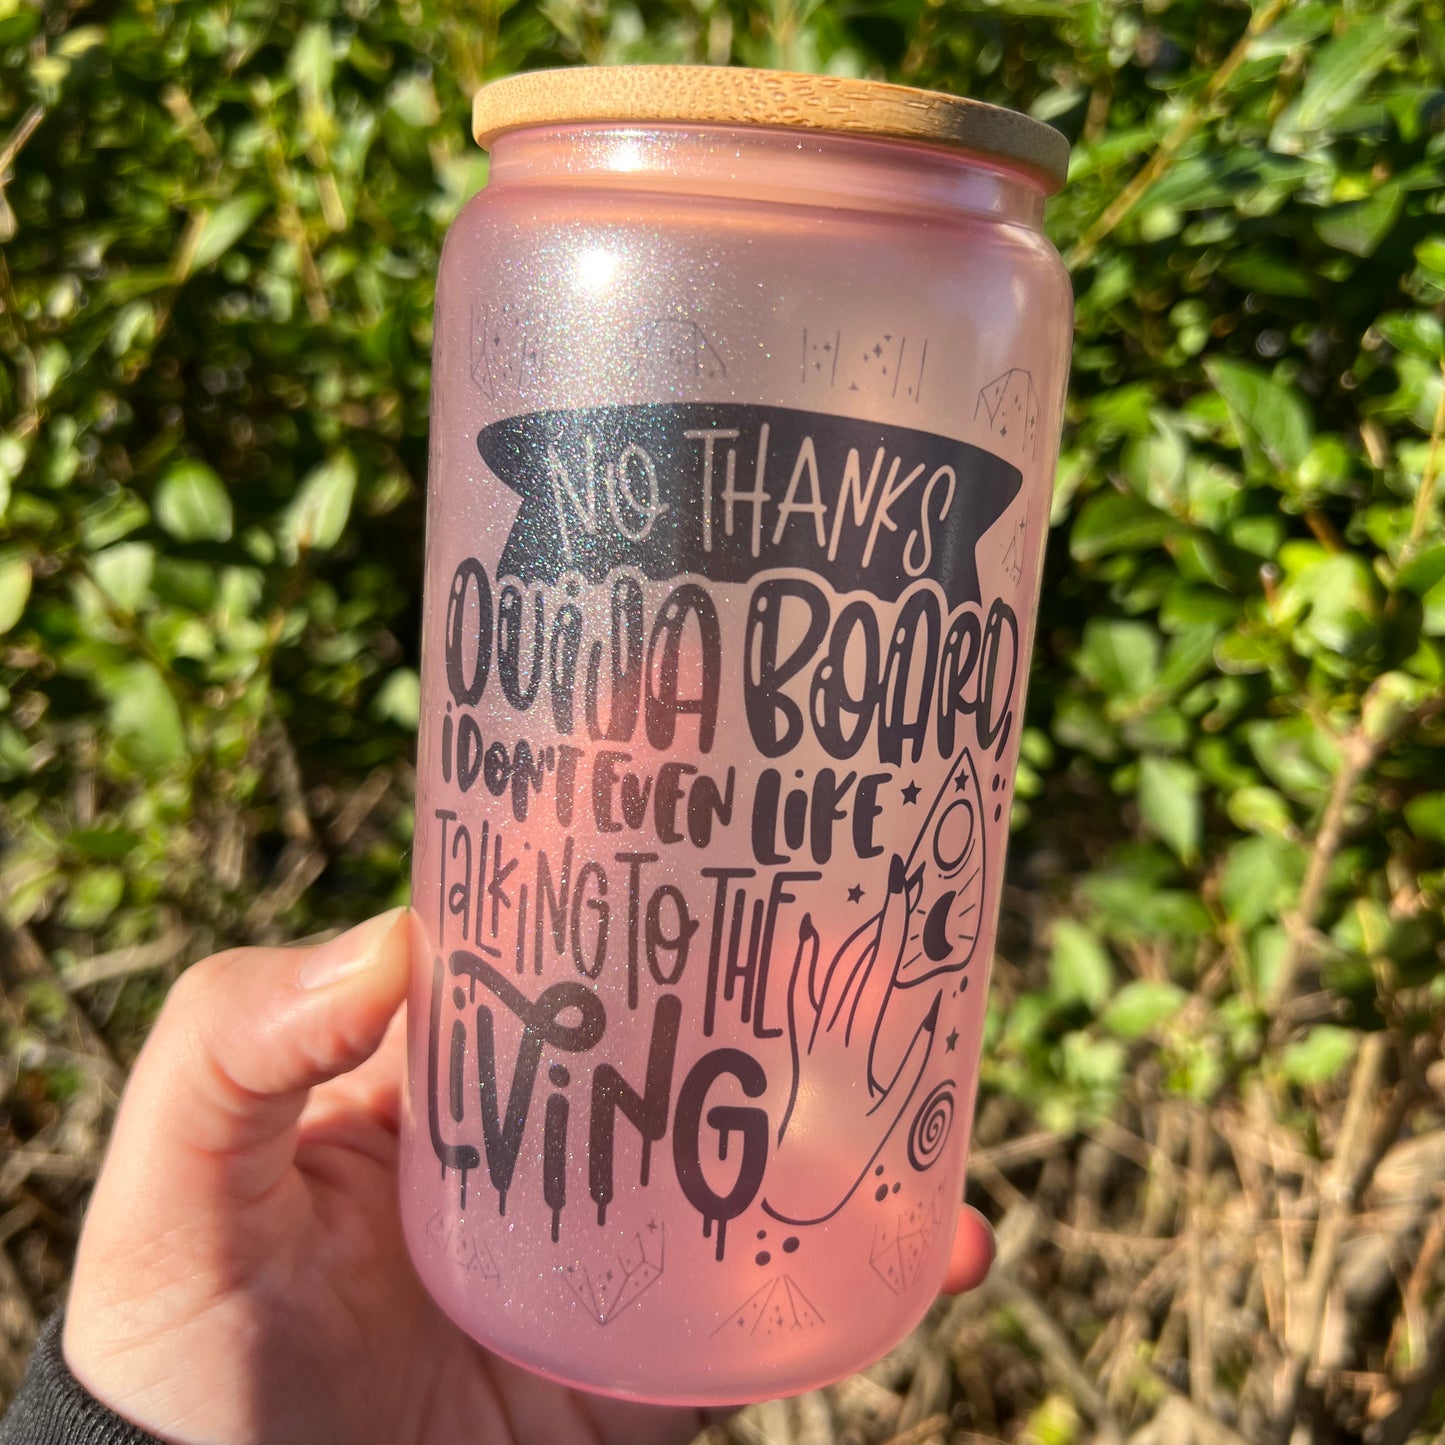 NO THANKS
OUIJA BOARD,
i DON'T EVEN LiKE
TALKiNG TO THE
LiViNG